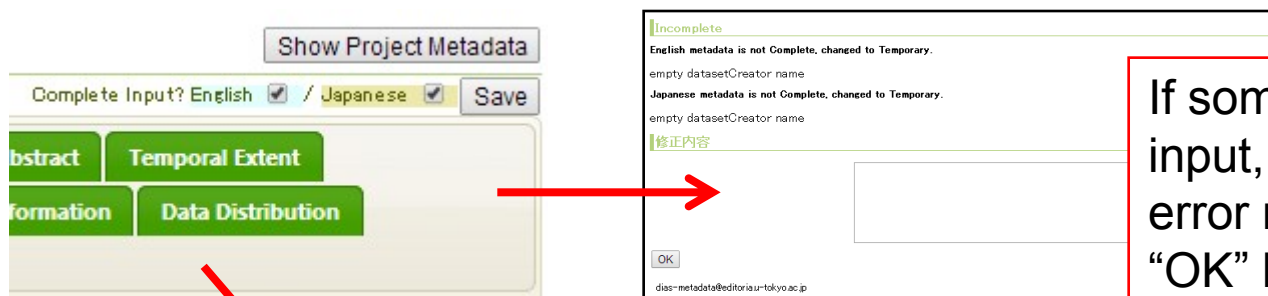 Show Project Metadata
Complete Input? English / Japanese Save
bstract Temporal Extent
formation Data Distribution
Incomplete
English metadata is not Complete, changed to Temporary.
empty datasetCreator name
Japanese metadata is not Complete, changed to Temporary.
empty datasetCreator name
修正内容
OK
dias-metadata@editoria.u-tokyo.ac.jp
If som
input,
error
“OK”